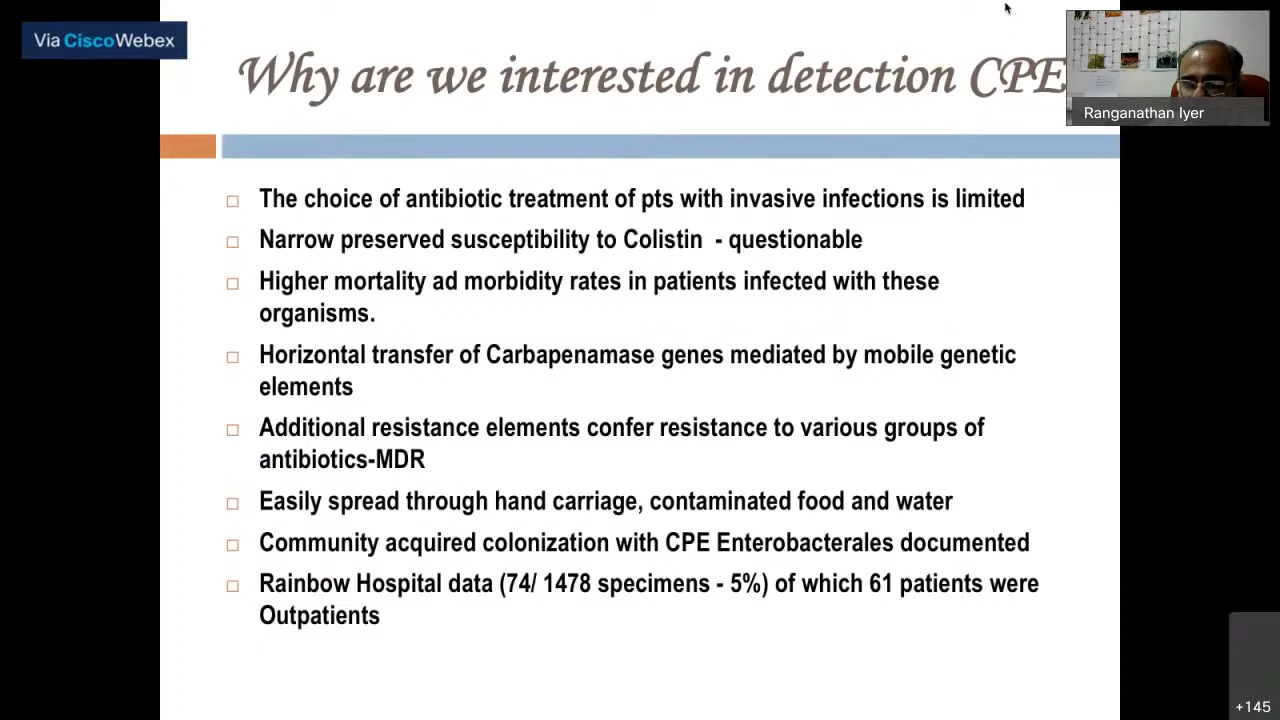 Via Cisco Webex
Why are we interested in detection CPE
Ranganathan Iyer
The choice of antibiotic treatment of pts with invasive infections is limited
Narrow preserved susceptibility to Colistin - questionable
Higher mortality ad morbidity rates in patients infected with these
organisms.
Horizontal transfer of Carbapenamase genes mediated by mobile genetic
elements
Additional resistance elements confer resistance to various groups of
antibiotics-MDR
Easily spread through hand carriage, contaminated food and water
Community acquired colonization with CPE Enterobacterales documented
Rainbow Hospital data (74/ 1478 specimens - 5%) of which 61 patients were
Outpatients
+145